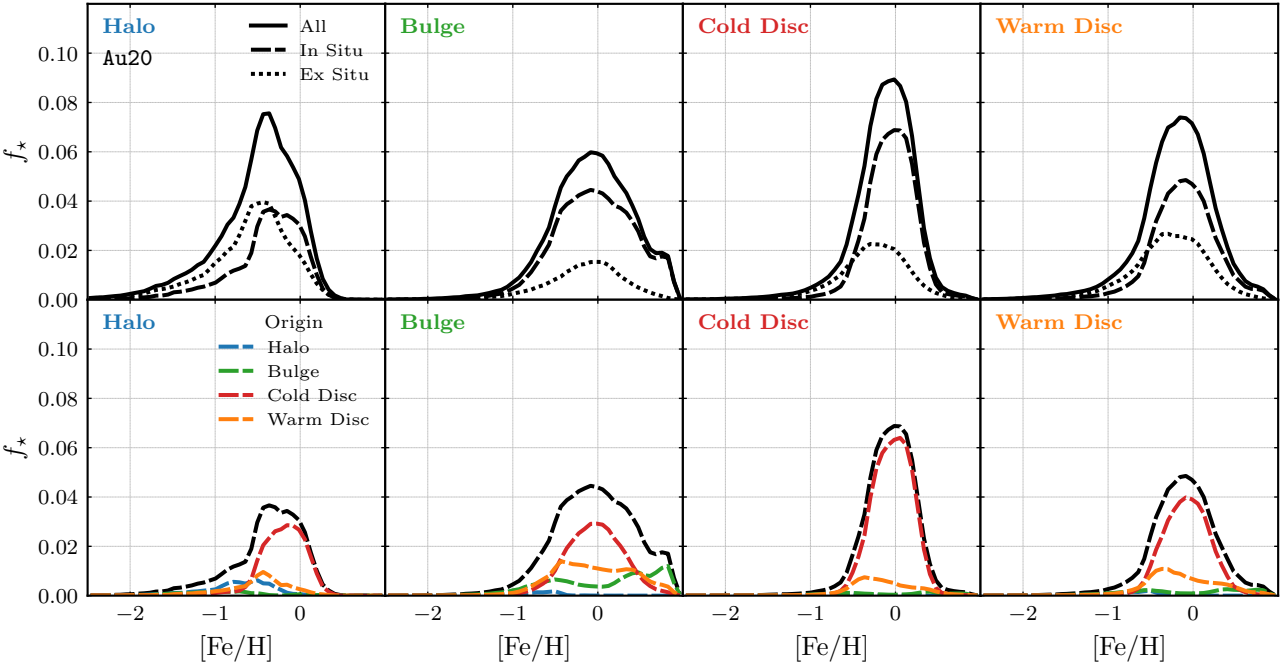 Halo
Au20
All
In Situ
Ex Situ
Bulge
Cold Disc
Warm Disc
0.10
0.08
0.06
0.04
0.02
0.00
f⋆
Halo
Origin
Halo
Bulge
Cold Disc
Warm Disc
Bulge
Cold Disc
Warm Disc
0.10
0.08
0.06
0.04
0.02
0.00
f⋆
−2 −1 0
−2 −1 0
−2 −1 0
−2 −1 0
[Fe/H]
[Fe/H]
[Fe/H]
[Fe/H]